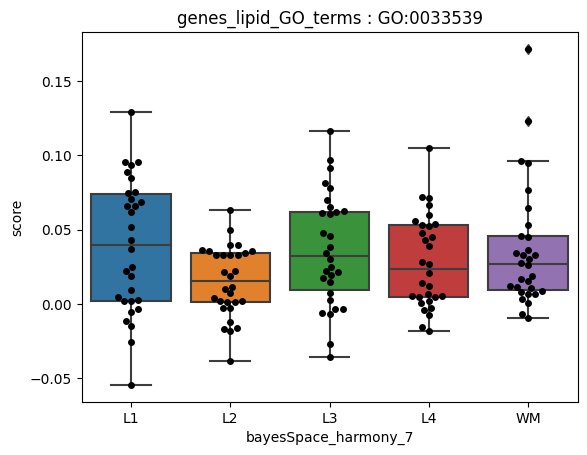 genes_lipid_GO_terms : GO:0033539
0.15
0.10
0.05
0.00
−0.05
score
L1 L2 L3 L4 WM
bayesSpace_harmony_7